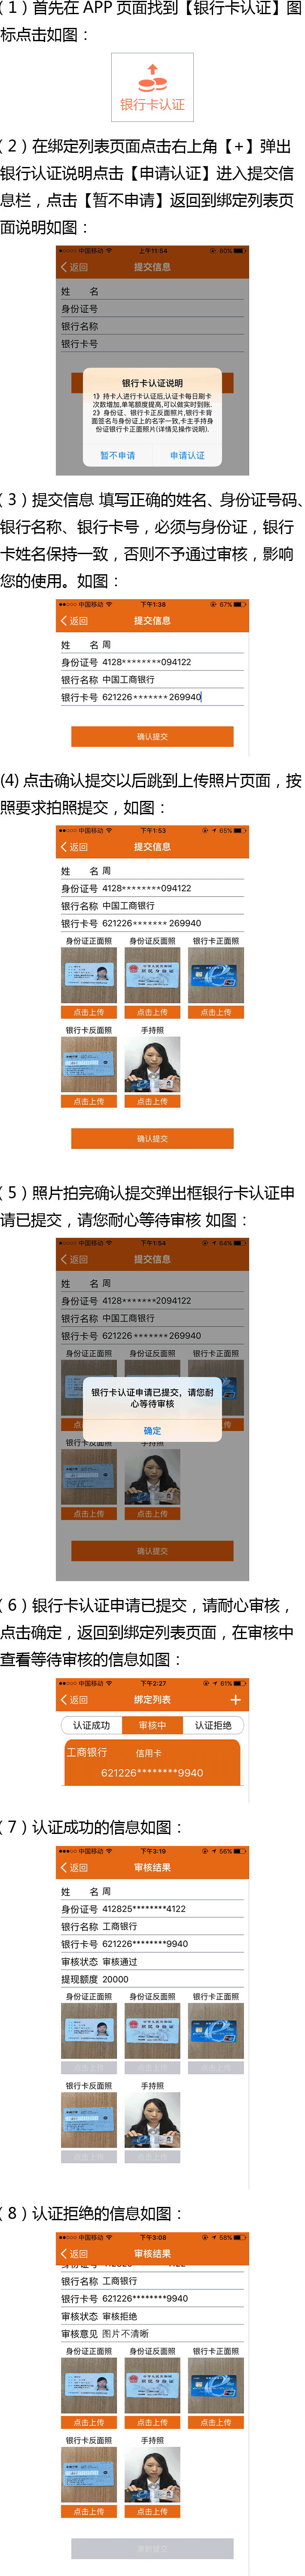 （1）首先在 APP 页面找到【银行卡认证】图
标点击如图：
银行卡认证
（2）在绑定列表页面点击右上角【+】弹出
银行认证说明点击【申请认证】进入提交信
息栏，点击【暂不申请】返回到绑定列表页
面说明如图：
中国移动 上午11:54 80%
返回 提交信息
姓 名
身份证号
银行名称
银行卡号
银行卡认证说明
1》持卡人进行卡认证后,认证卡每日刷卡
次数增加,单笔额度提高,可以做实时到账.
2》身份证、银行卡正反面照片,银行卡背
面签名与身份证上的名字一致,卡主手持身
份证银行卡正面照片(详情见操作说明).
暂不申请 申请认证
（3）提交信息 填写正确的姓名、身份证号码、
银行名称、银行卡号，必须与身份证，银行
卡姓名保持一致，否则不予通过审核，影响
您的使用。如图：
中国移动 下午1:38 67%
返回 提交信息
姓 名 周
身份证号 4128********094122
银行名称 中国工商银行
银行卡号 621226*******269940
确认提交
(4) 点击确认提交以后跳到上传照片页面，按
照要求拍照提交，如图：
中国移动 下午1:53 65%
返回 提交信息
姓 名 周
身份证号 4128********094122
银行名称 中国工商银行
银行卡号 621226*******269940
身份证正面照 身份证反面照 银行卡正面照
点击上传 点击上传 点击上传
银行卡反面照 手持照
点击上传 点击上传
确认提交
（5）照片拍完确认提交弹出框银行卡认证申
请已提交，请您耐心等待审核 如图：
中国移动 下午1:54 64%
返回 提交信息
姓 名 周
身份证号 4128*******2094122
银行名称 中国工商银行
银行卡号 621226*******269940
身份证正面照 身份证反面照 银行卡正面照
银行卡认证申请已提交，请您耐
心等待审核
确定
银行卡反面照 手持照
点击上传 点击上传
确认提交
（6）银行卡认证申请已提交，请耐心审核，
点击确定，返回到绑定列表页面，在审核中
查看等待审核的信息如图：
中国移动 下午2:27 61%
返回 绑定列表 +
认证成功 审核中 认证拒绝
工商银行 信用卡
621226********9940
（7）认证成功的信息如图：
中国移动 下午3:19 56%
返回 审核结果
姓 名 周
身份证号 412825********4122
银行名称 工商银行
银行卡号 621226********9940
审核状态 审核通过
提现额度 20000
身份证正面照 身份证反面照 银行卡正面照
点击上传 点击上传 点击上传
银行卡反面照 手持照
点击上传 点击上传
（8）认证拒绝的信息如图：
中国移动 下午3:08 58%
返回 审核结果
银行名称 工商银行
银行卡号 621226********9940
审核状态 审核拒绝
审核意见 图片不清晰
身份证正面照 身份证反面照 银行卡正面照
点击上传 点击上传 点击上传
银行卡反面照 手持照
点击上传 点击上传
重新提交